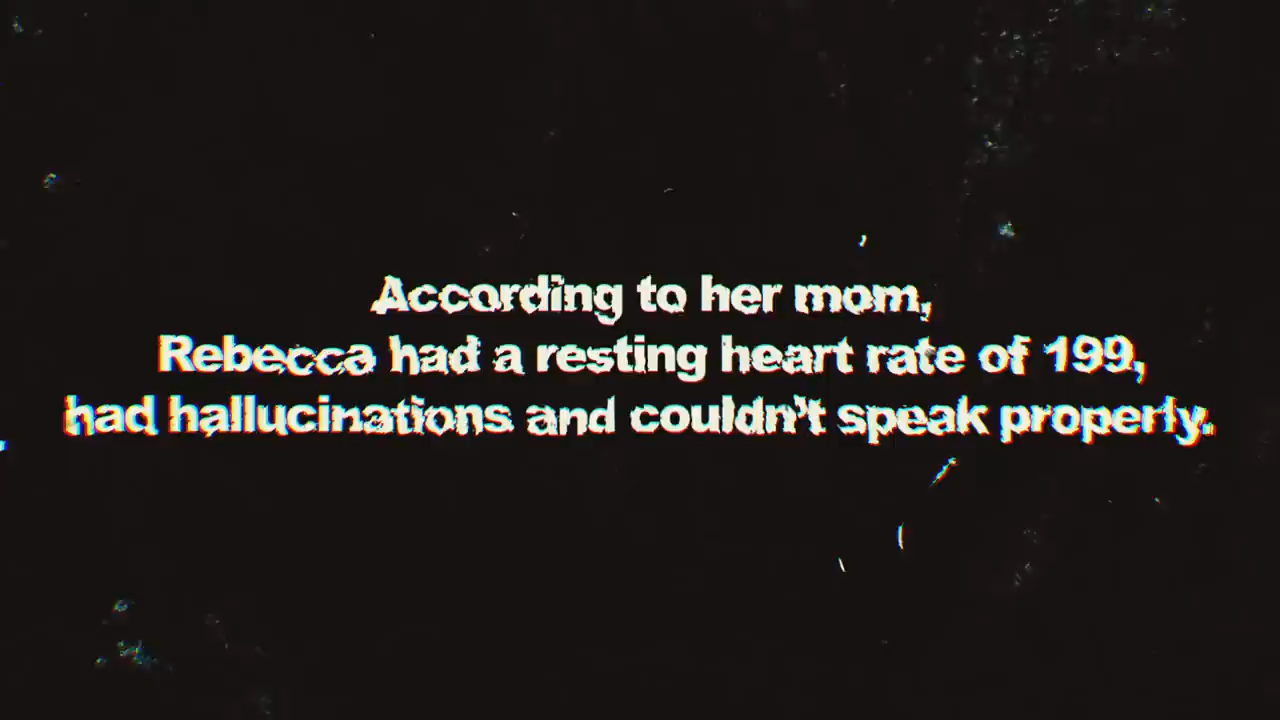 According to her mom,
Rebecca had a resting heart rate of 199,
had hallucinations and couldn't speak properly.